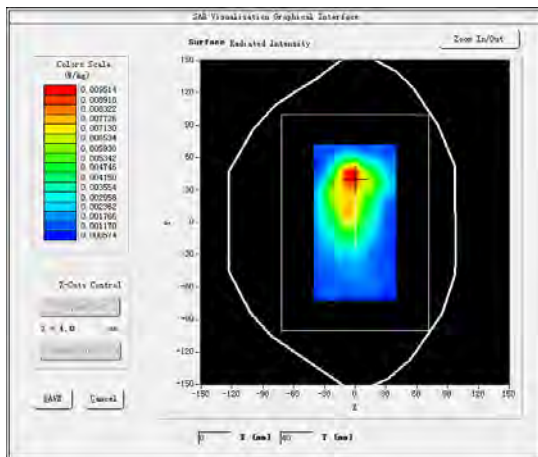 SAR Visualisation Graphical Interface
Surface Radiated Intensity
Zoom In/Out
Colors Scale
(W/kg)
0.009514
0.008918
0.008322
0.007726
0.007130
0.006534
0.005938
0.005342
0.004746
0.004150
0.003554
0.002958
0.002362
0.001766
0.001170
0.000574
150-
120-
90-
60-
30-
0-
-30-
-60-
-90-
-120-
-150-
-150 -120 -90 -60 -30 0 30 60 90 120 150
X
Z-Cuts Control
Z = 4.0 mm
SAVE
Cancel
0 X [mm] 40 Y [mm]